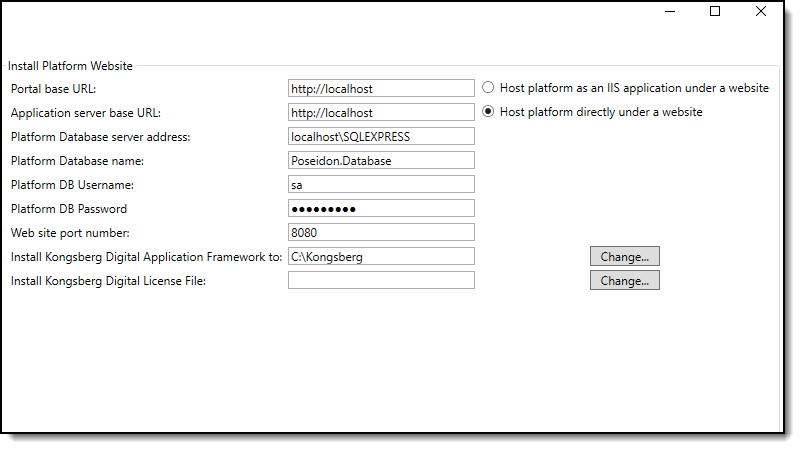 Install Platform Website
Portal base URL: http://localhost Host platform as an IIS application under a website
Application server base URL: http://localhost Host platform directly under a website
Platform Database server address: localhost\SQLEXPRESS
Platform Database name: Poseidon.Database
Platform DB Username: sa
Platform DB Password ●●●●●●●●●
Web site port number: 8080
Install Kongsberg Digital Application Framework to: C:\Kongsberg Change...
Install Kongsberg Digital License File: Change...